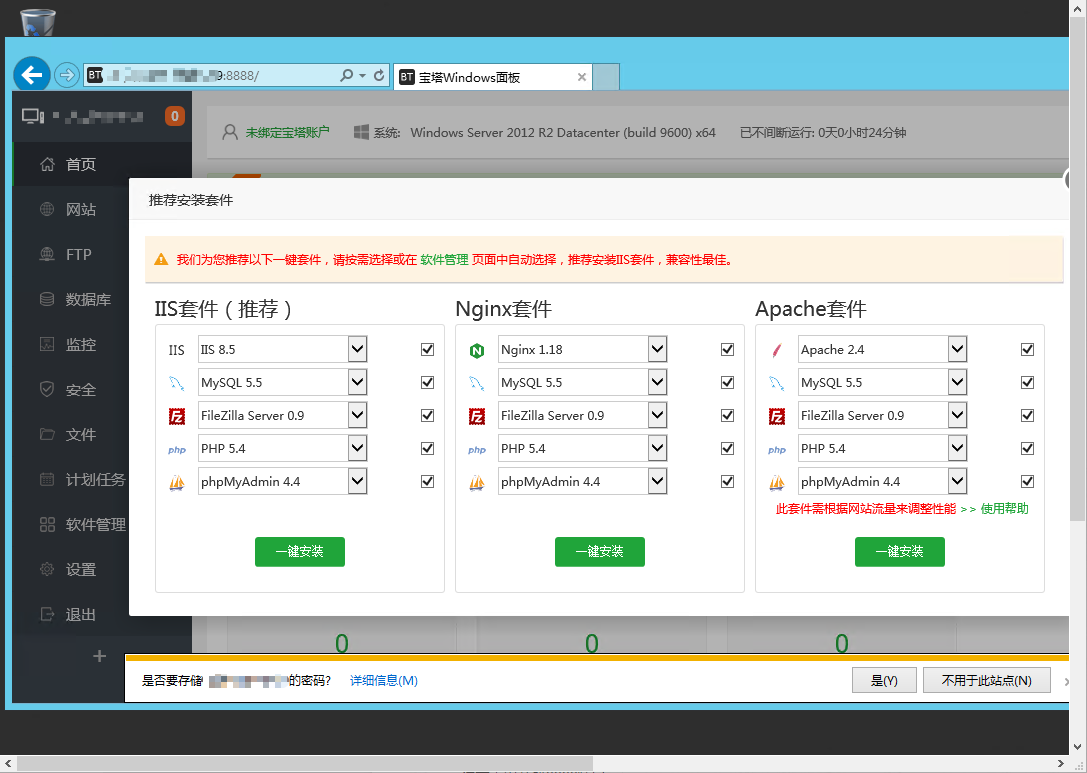 BT 9:8888/
BT 宝塔Windows面板
0
未绑定宝塔账户 系统: Windows Server 2012 R2 Datacenter (build 9600) x64 已不间断运行: 0天0小时24分钟
首页
网站
FTP
数据库
监控
安全
文件
计划任务
软件管理
设置
退出
推荐安装套件
我们为您推荐以下一键套件，请按需选择或在 软件管理 页面中自动选择，推荐安装IIS套件，兼容性最佳。
IIS套件（推荐）
IIS IIS 8.5
MySQL 5.5
FileZilla Server 0.9
php PHP 5.4
phpMyAdmin 4.4
一键安装
Nginx套件
N Nginx 1.18
MySQL 5.5
FileZilla Server 0.9
php PHP 5.4
phpMyAdmin 4.4
一键安装
Apache套件
Apache 2.4
MySQL 5.5
FileZilla Server 0.9
php PHP 5.4
phpMyAdmin 4.4
此套件需根据网站流量来调整性能 >> 使用帮助
一键安装
0 0 0
是否要存储 的密码? 详细信息(M) 是(Y) 不用于此站点(N)